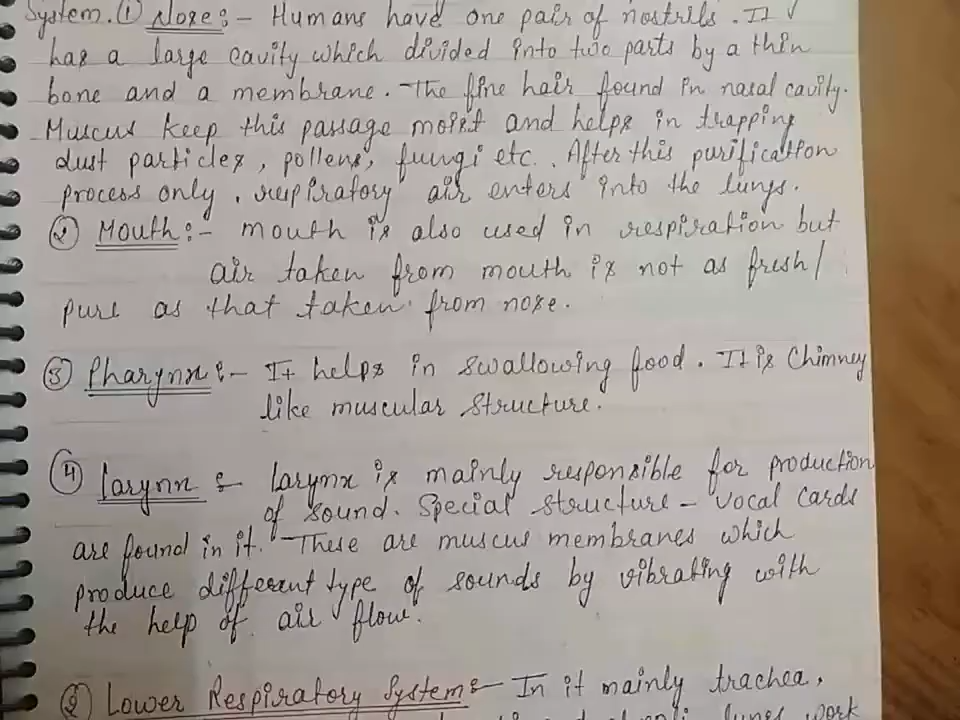 System. (1) Nose :- Humans have one pair of nostrils. It
has a large cavity which divided into two parts by a thin
bone and a membrane. The fine hair found in nasal cavity.
Muscus keep this passage moist and helps in trapping
dust particles, pollens, fungi etc. After this purification
process only, respiratory air enters into the lungs.
(2) Mouth :- mouth is also used in respiration but
air taken from mouth is not as fresh/
pure as that taken from nose.
(3) Pharynx :- It helps in swallowing food. It is Chimney
like muscular structure.
(4) Larynx :- Larynx is mainly responsible for production
of sound. Special structure - Vocal Cards
are found in it. These are muscus membranes which
produce different type of sounds by vibrating with
the help of air flow.
(2) Lower Respiratory System :- In it mainly trachea,
lungs work